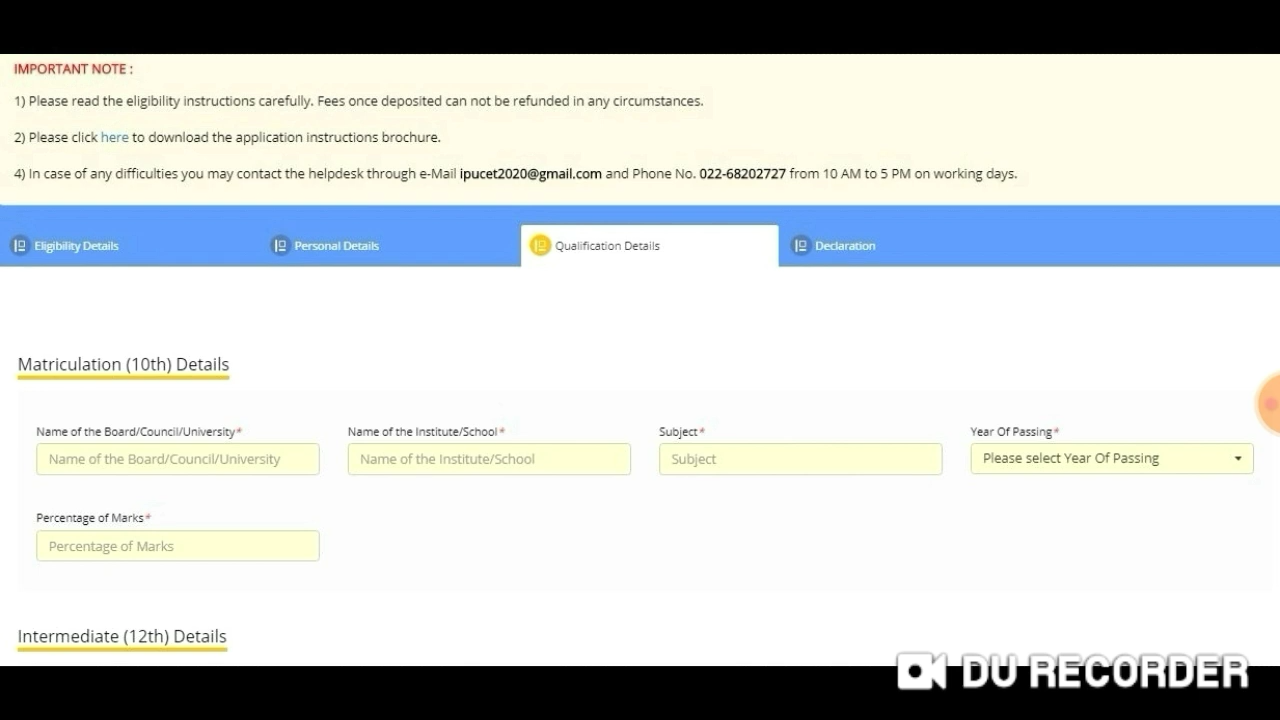 IMPORTANT NOTE :
1) Please read the eligibility instructions carefully. Fees once deposited can not be refunded in any circumstances.
2) Please click here to download the application instructions brochure.
4) In case of any difficulties you may contact the helpdesk through e-Mail ipucet2020@gmail.com and Phone No. 022-68202727 from 10 AM to 5 PM on working days.
Eligibility Details Personal Details Qualification Details Declaration
Matriculation (10th) Details
Name of the Board/Council/University* Name of the Institute/School* Subject* Year Of Passing*
Name of the Board/Council/University Name of the Institute/School Subject Please select Year Of Passing
Percentage of Marks*
Percentage of Marks
Intermediate (12th) Details
DU RECORDER